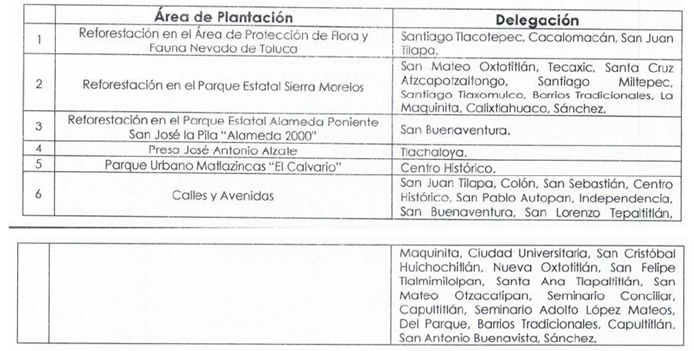 Área de Plantación Delegación
1 Reforestación en el Área de Protección de Flora y Fauna Nevado de Toluca Santiago Tlacotepec, Cacalomacán, San Juan Tilapa.
2 Reforestación en el Parque Estatal Sierra Morelos San Mateo Oxtotitlán, Tecaxic, Santa Cruz
Atzcapotzaltongo, Santiago Miltepec,
Santiago Tlaxomulco, Barrios Tradicionales, La
Maquinita, Calixtlahuaca, Sánchez.
3 Reforestación en el Parque Estatal Alameda Poniente San José la Pila "Alameda 2000" San Buenaventura.
4 Presa José Antonio Alzate Tlachaloya.
5 Parque Urbano Matlazincas "El Calvario" Centro Histórico.
6 Calles y Avenidas San Juan Tilapa, Colón, San Sebastián, Centro
Histórico, San Pablo Autopan, Independencia,
San Buenaventura, San Lorenzo Tepaltitlán,
Maquinita, Ciudad Universitaria, San Cristóbal
Huichochitlán, Nueva Oxtotitlán, San Felipe
Tlalmimilolpan, Santa Ana Tlapaltitlán, San
Mateo Otzacatipan, Seminario Conciliar,
Capultitlán, Seminario Adolfo López Mateos,
Del Parque, Barrios Tradicionales, Capultitlán.
San Antonio Buenavista, Sánchez.